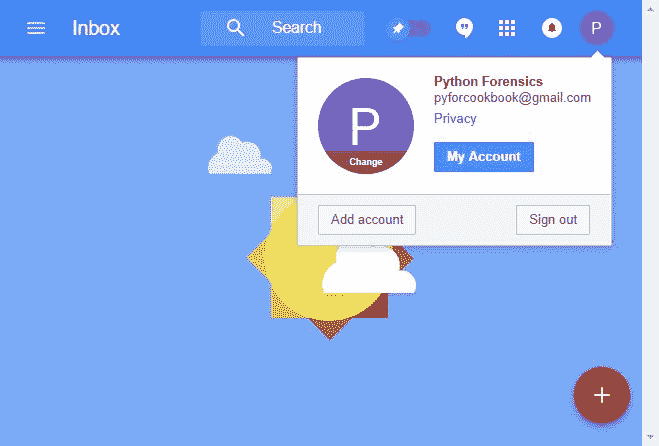 Inbox
Search
P
Python Forensics
pyforcookbook@gmail.com
Privacy
P
Change
My Account
Add account
Sign out